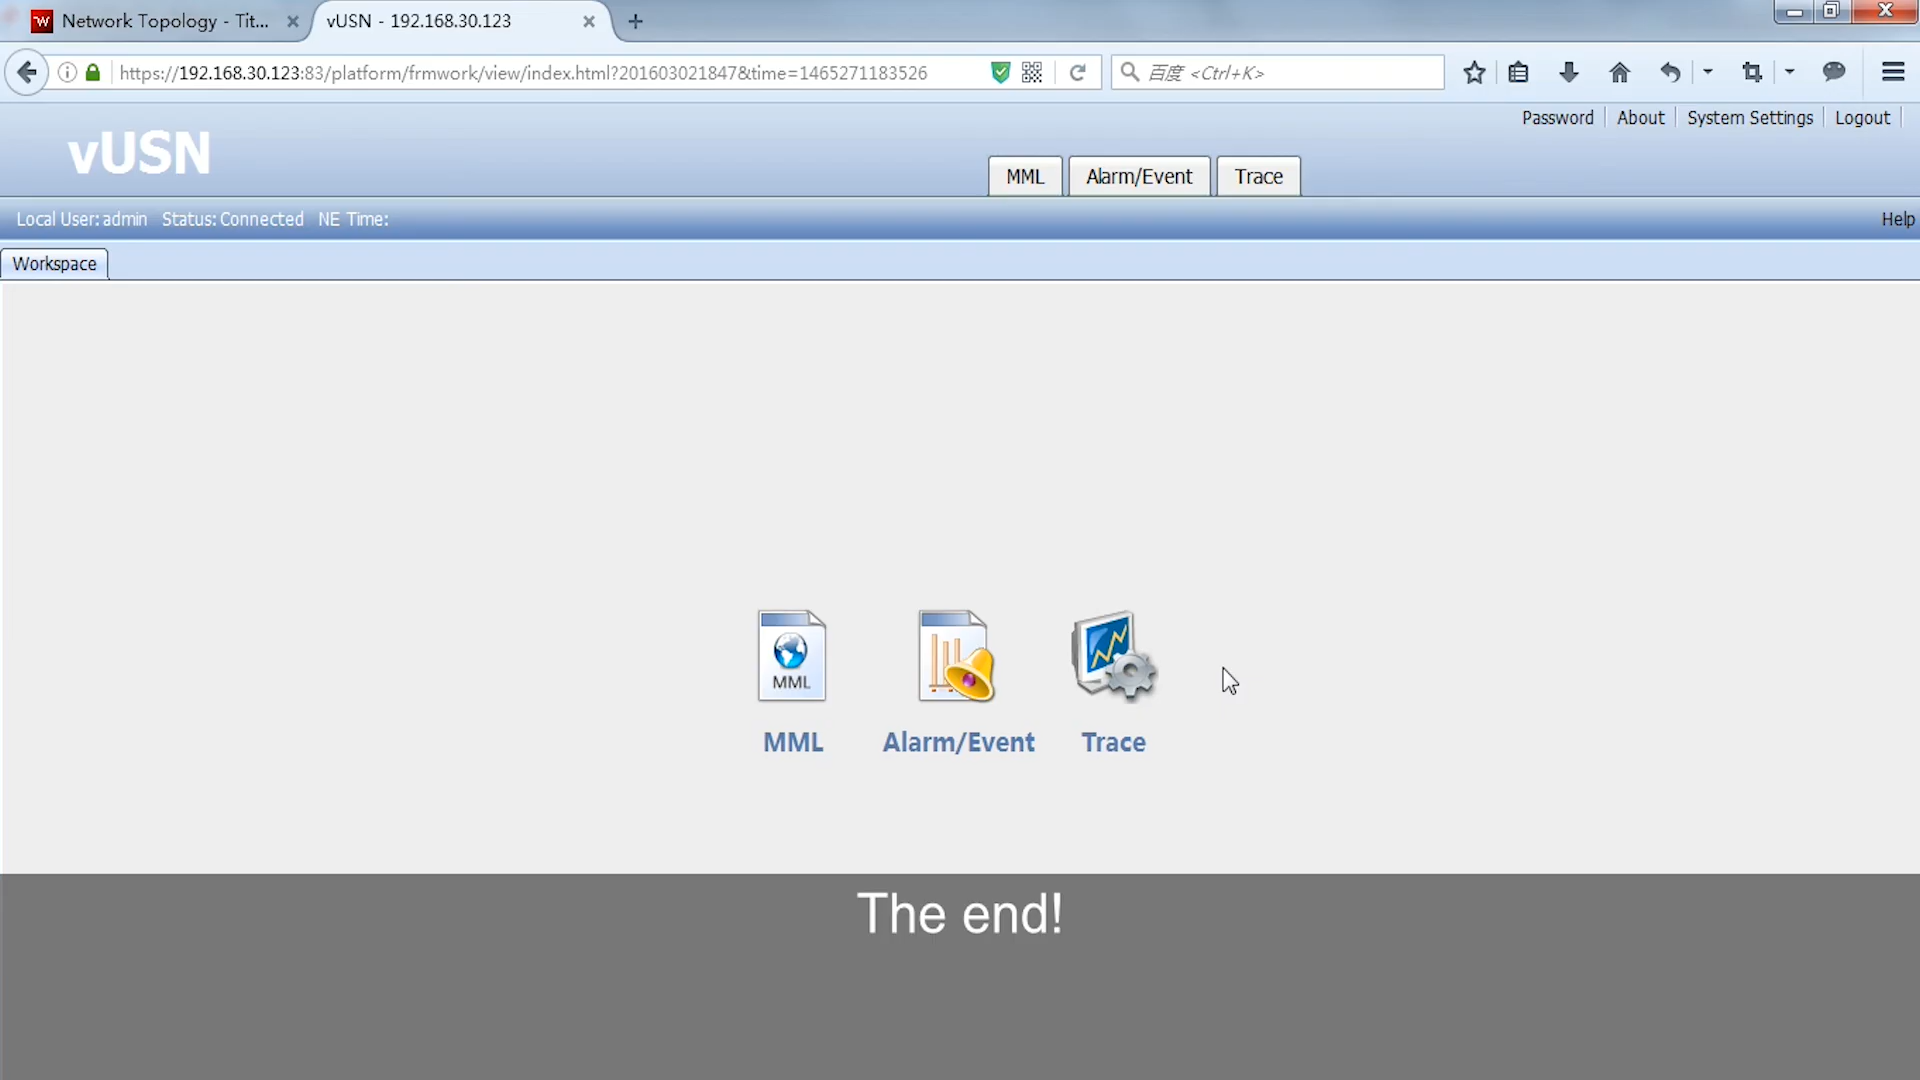 Network Topology - Tit...
vUSN - 192.168.30.123
https://192.168.30.123:83/platform/frmwork/view/index.html?201603021847&time=1465271183526
百度 <Ctrl+K>
Password About System Settings Logout
vUSN
MML Alarm/Event Trace
Local User: admin Status: Connected NE Time:
Help
Workspace
MML
MML Alarm/Event Trace
The end!